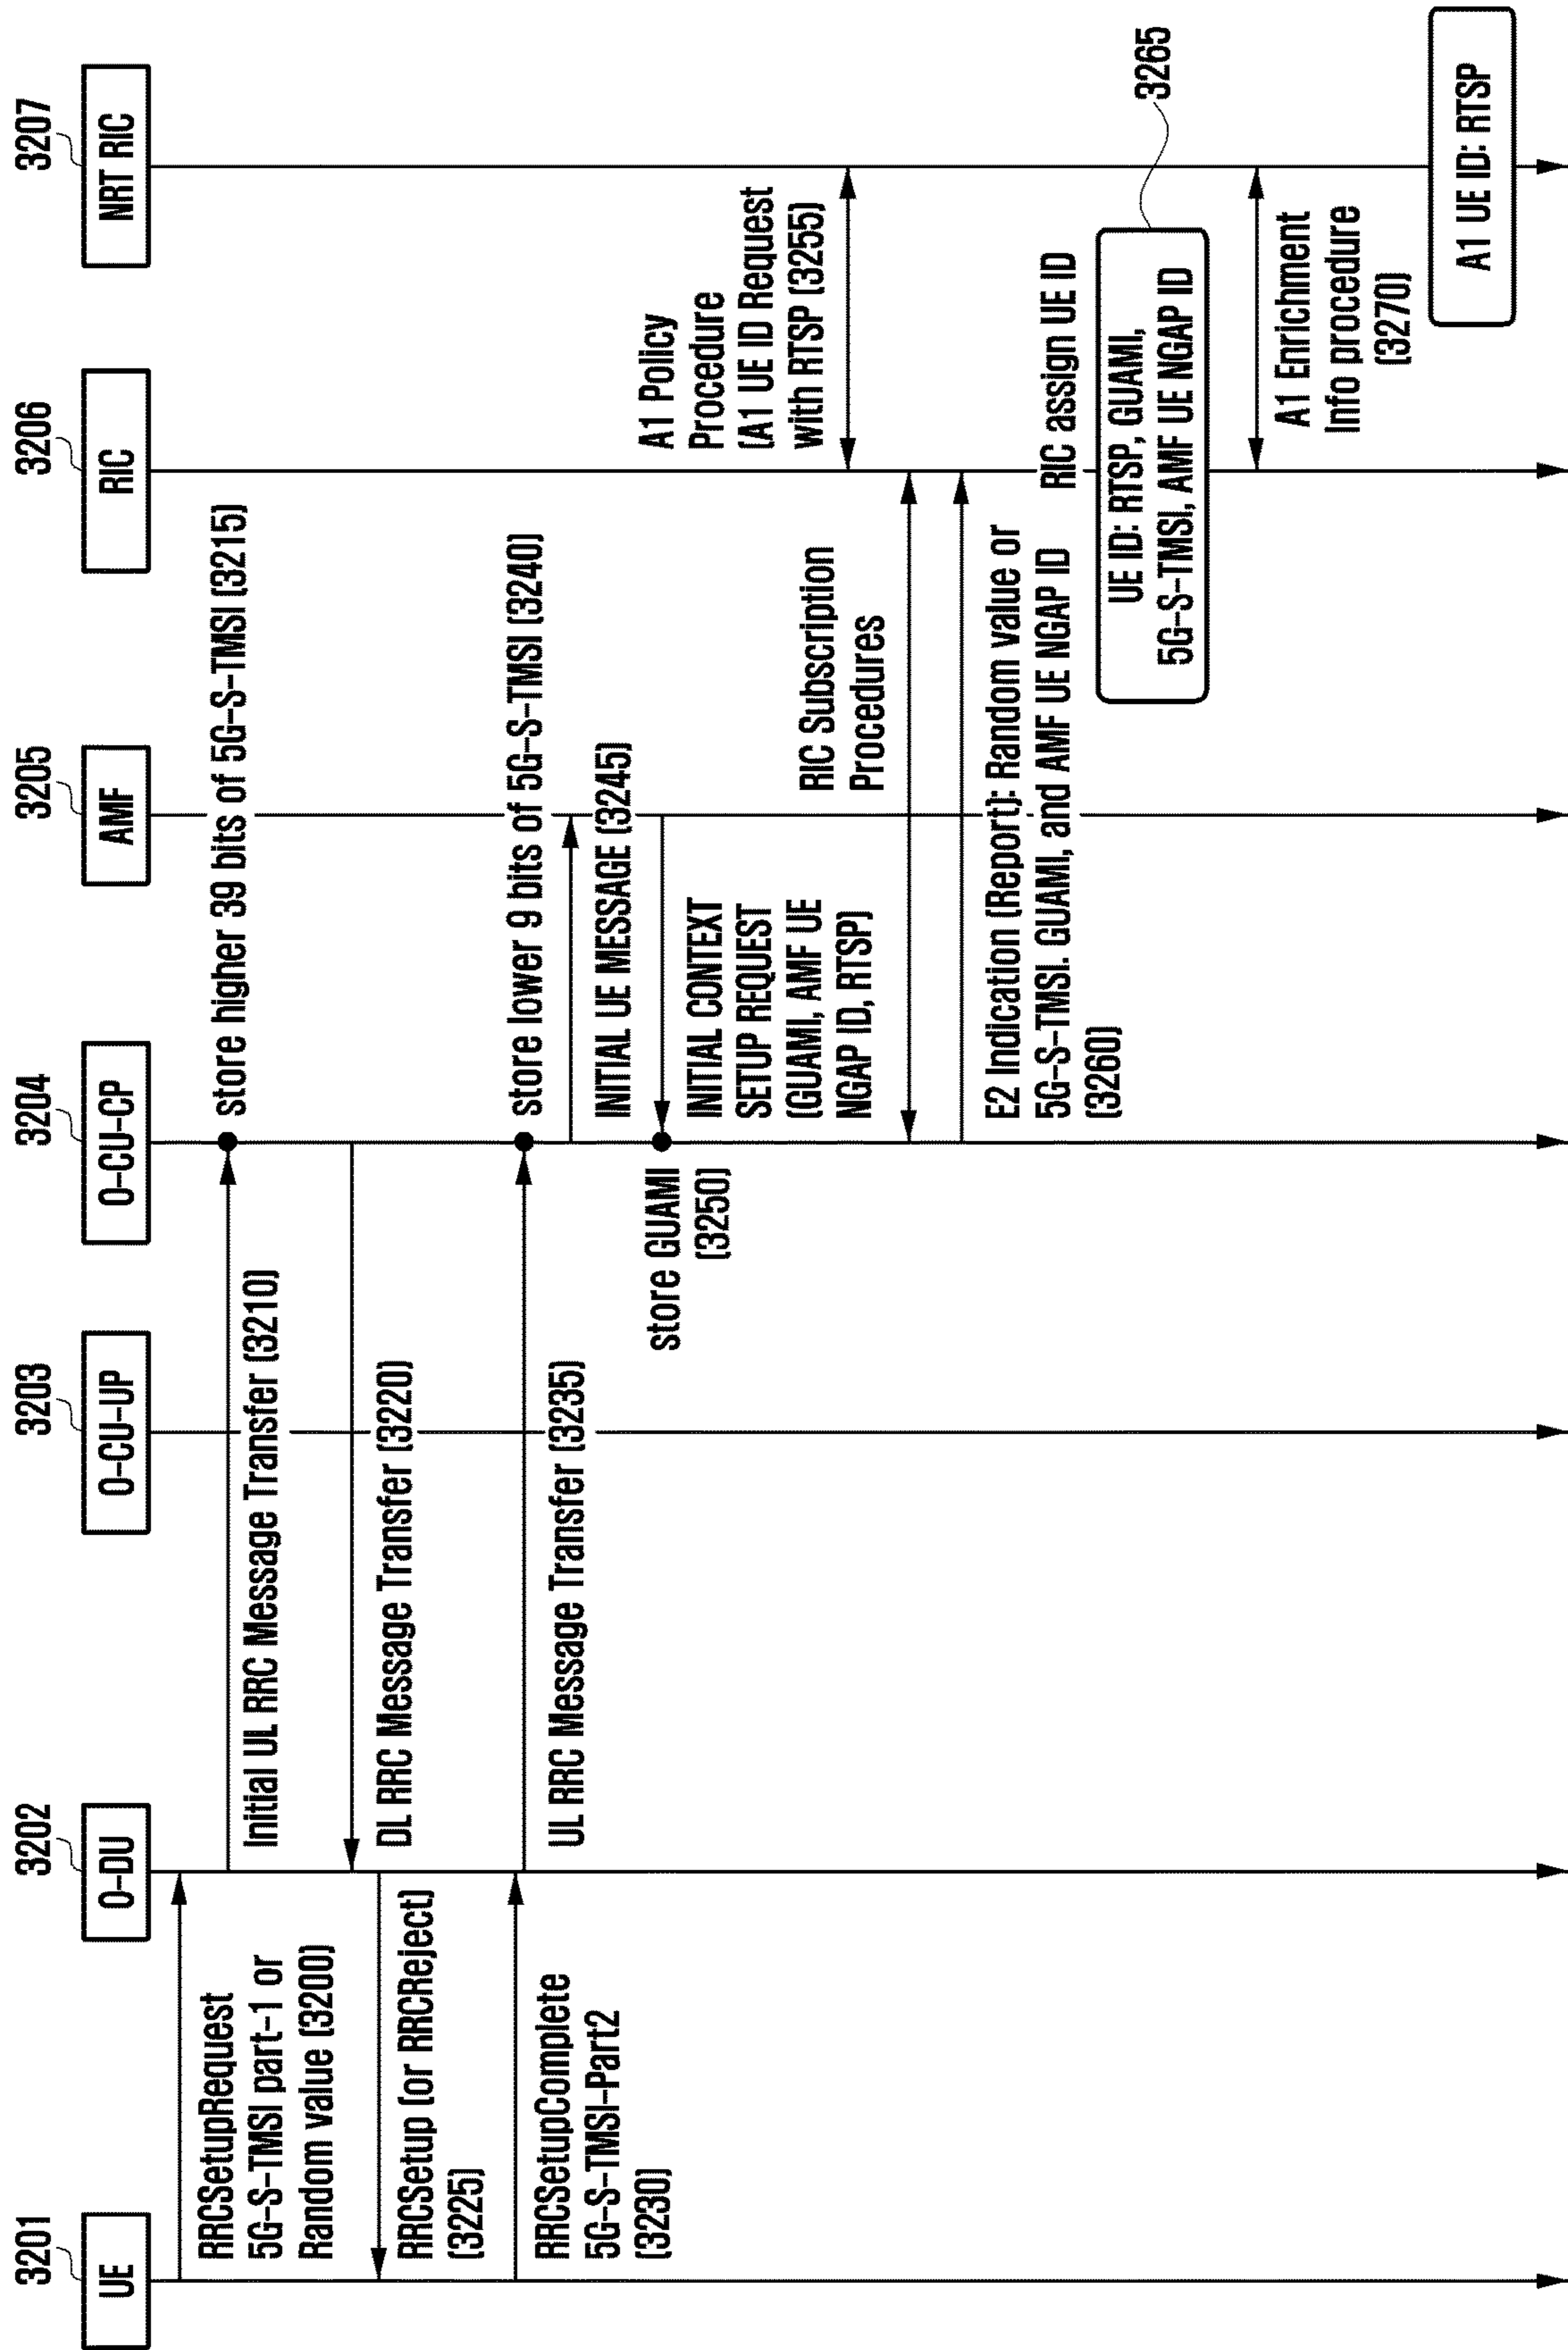 3201
UE
3202
O-DU
3203
O-CU-UP
3204
O-CU-CP
3205
AMF
3206
RIC
3207
NRT RIC
RRCSetupRequest
5G-S-TMSI part-1 or
Random value (3200)
Initial UL RRC Message Transfer (3210)
store higher 39 bits of 5G-S-TMSI (3215)
DL RRC Message Transfer (3220)
RRCSetup (or RRCReject)
(3225)
RRCSetupComplete
5G-S-TMSI-Part2
(3230)
UL RRC Message Transfer (3235)
store lower 9 bits of 5G-S-TMSI (3240)
INITIAL UE MESSAGE (3245)
INITIAL CONTEXT
SETUP REQUEST
(GUAMI, AMF UE
NGAP ID, RTSP)
store GUAMI
(3250)
A1 Policy
Procedure
(A1 UE ID Request
with RTSP (3255)
RIC Subscription
Procedures
E2 Indication (Report): Random value or
5G-S-TMSI. GUAMI, and AMF UE NGAP ID
(3260)
RIC assign UE ID
UE ID: RTSP, GUAMI,
5G-S-TMSI, AMF UE NGAP ID
3265
A1 Enrichment
Info procedure
(3270)
A1 UE ID: RTSP